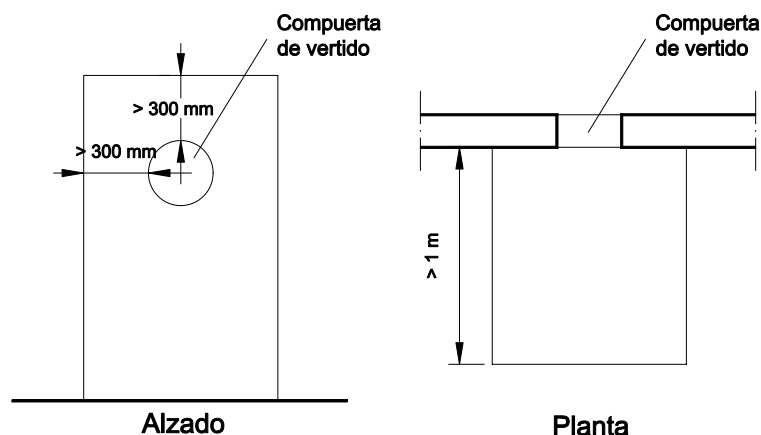 Compuerta
de vertido
> 300 mm
> 300 mm
Alzado
Compuerta
de vertido
> 1 m
Planta